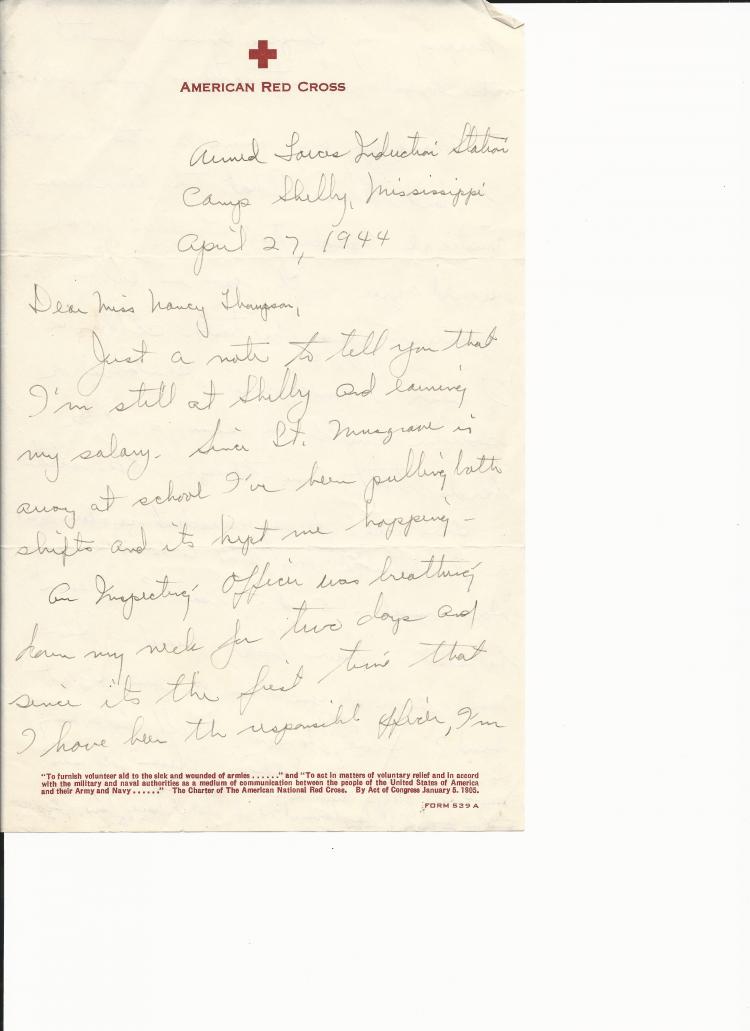 AMERICAN RED CROSS
Armed Forces Induction Station
Camp Shelby, Mississippi
April 27, 1944
Dear Miss Nancy Thompson,
Just a note to tell you that
I'm still at Shelby and earning
my salary. Since Lt. Musgrave is
away at school I've been pulling both
shifts and its kept me hopping -
An Inspecting Officer was breathing
down my neck for two days and
since its the first time that
I have been the responsible officer, I'm
"To furnish volunteer aid to the sick and wounded of armies ......" and "To act in matters of voluntary relief and in accord
with the military and naval authorities as a medium of communication between the people of the United States of America
and their Army and Navy ......" The Charter of The American National Red Cross. By Act of Congress January 5, 1905.
FORM 539 A